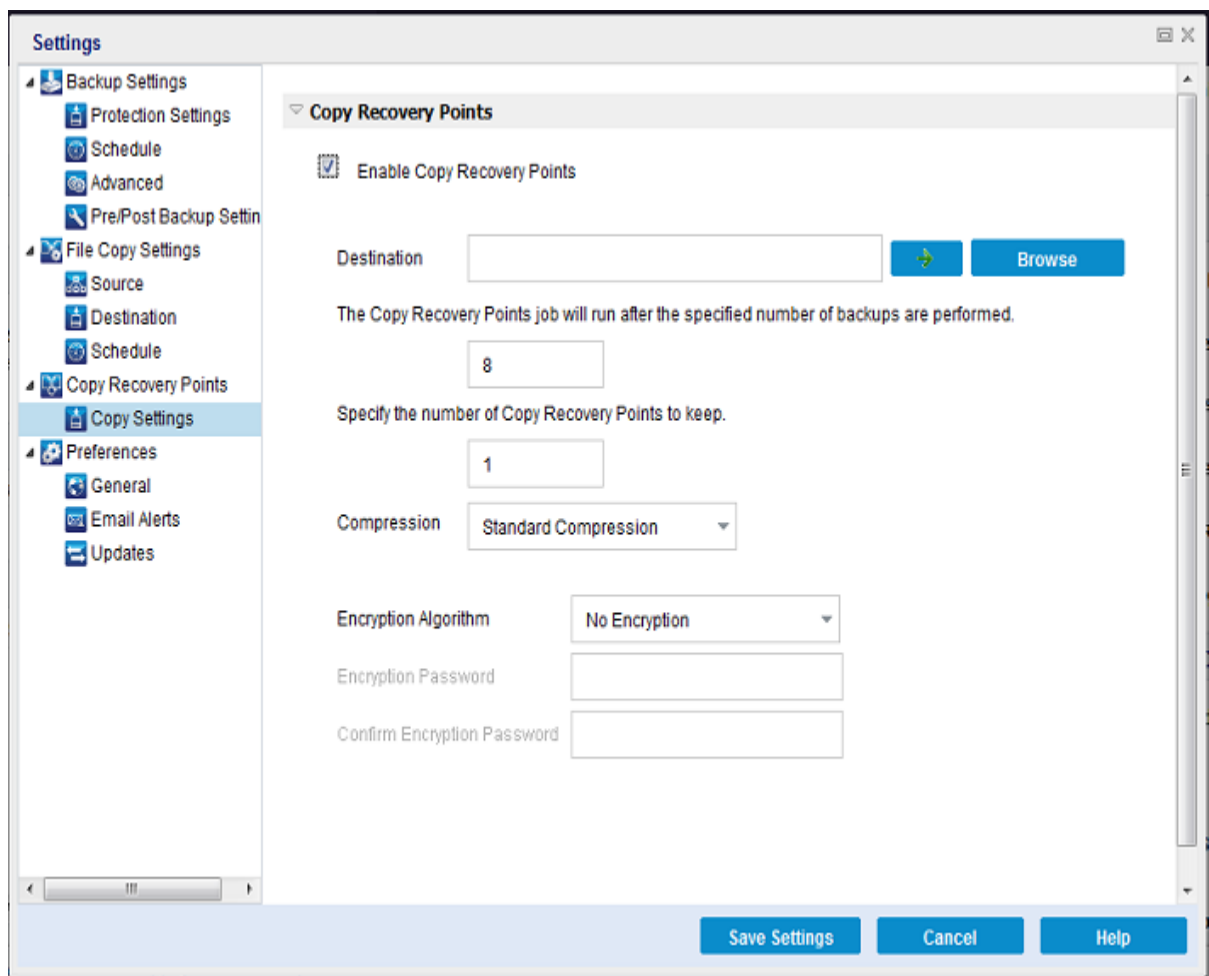 Settings
Backup Settings
Protection Settings
Schedule
Advanced
Pre/Post Backup Settin
File Copy Settings
Source
Destination
Schedule
Copy Recovery Points
Copy Settings
Preferences
General
Email Alerts
Updates
Copy Recovery Points
Enable Copy Recovery Points
Destination
Browse
The Copy Recovery Points job will run after the specified number of backups are performed.
8
Specify the number of Copy Recovery Points to keep.
1
Compression Standard Compression
Encryption Algorithm No Encryption
Encryption Password
Confirm Encryption Password
Save Settings Cancel Help